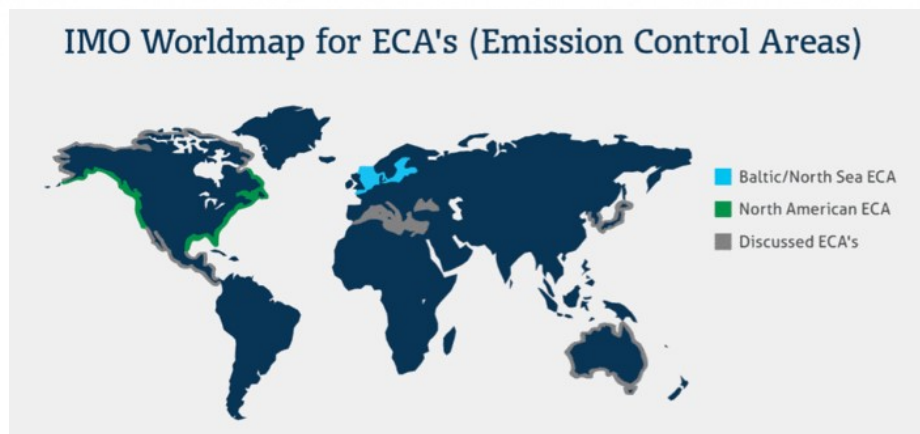 IMO Worldmap for ECA's (Emission Control Areas)
Baltic/North Sea ECA
North American ECA
Discussed ECA's